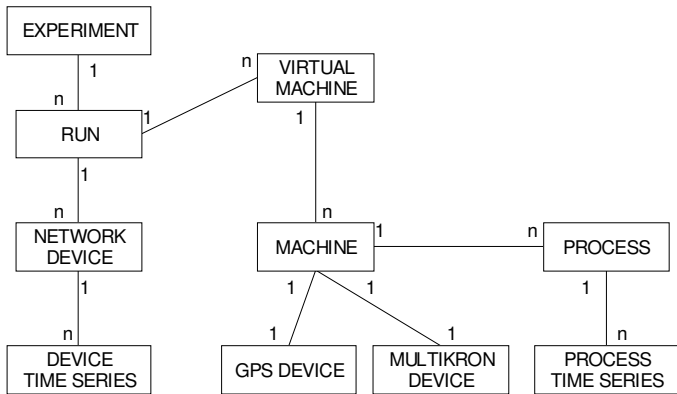 EXPERIMENT
1
n
RUN
1
1
n
VIRTUAL
MACHINE
1
n
n
NETWORK
DEVICE
1
n
DEVICE
TIME SERIES
MACHINE
1
n
PROCESS
1
1
1
1
1
GPS DEVICE
MULTIKRON
DEVICE
n
PROCESS
TIME SERIES